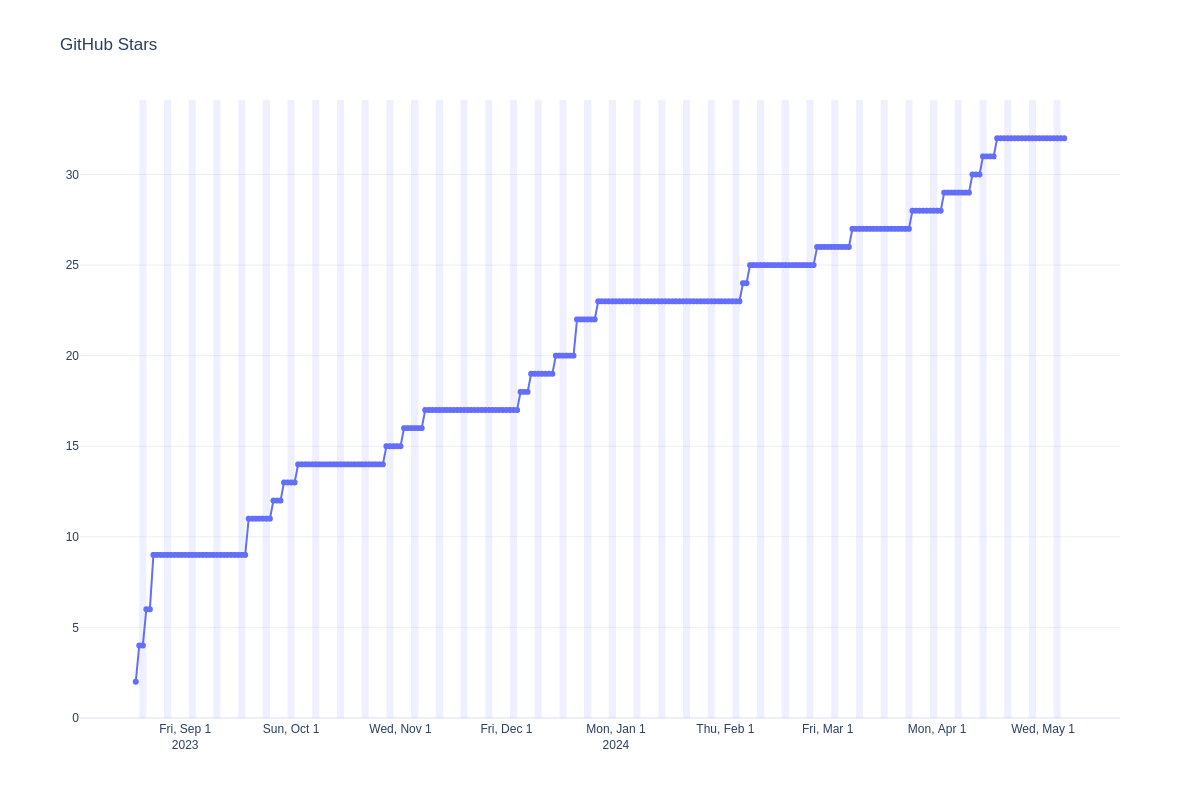 GitHub Stars
30
25
20
15
10
5
0
Fri, Sep 1
2023
Sun, Oct 1
Wed, Nov 1
Fri, Dec 1
Mon, Jan 1
2024
Thu, Feb 1
Fri, Mar 1
Mon, Apr 1
Wed, May 1